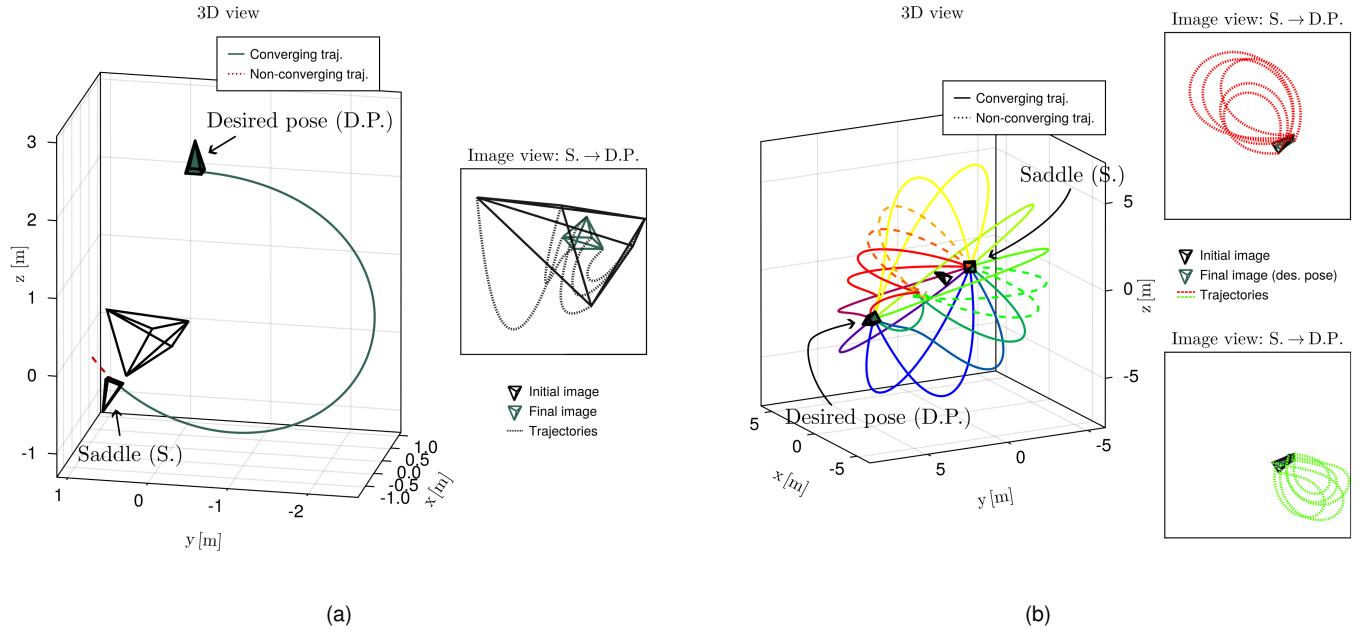 3D view
Converging traj.
Non-converging traj.
Desired pose (D.P.)
3
2
1
0
-1
z [m]
Saddle (S.)
1
0
-1
-2
y [m]
1.0
0.5
0.0
-0.5
-1.0
x [m]
Image view: S. → D.P.
Initial image
Final image
Trajectories
(a)
3D view
Converging traj.
Non-converging traj.
Saddle (S.)
5
0
-5
z [m]
Desired pose (D.P.)
5
0
-5
x [m]
5
0
-5
y [m]
Image view: S. → D.P.
Initial image
Final image (des. pose)
Trajectories
Image view: S. → D.P.
(b)